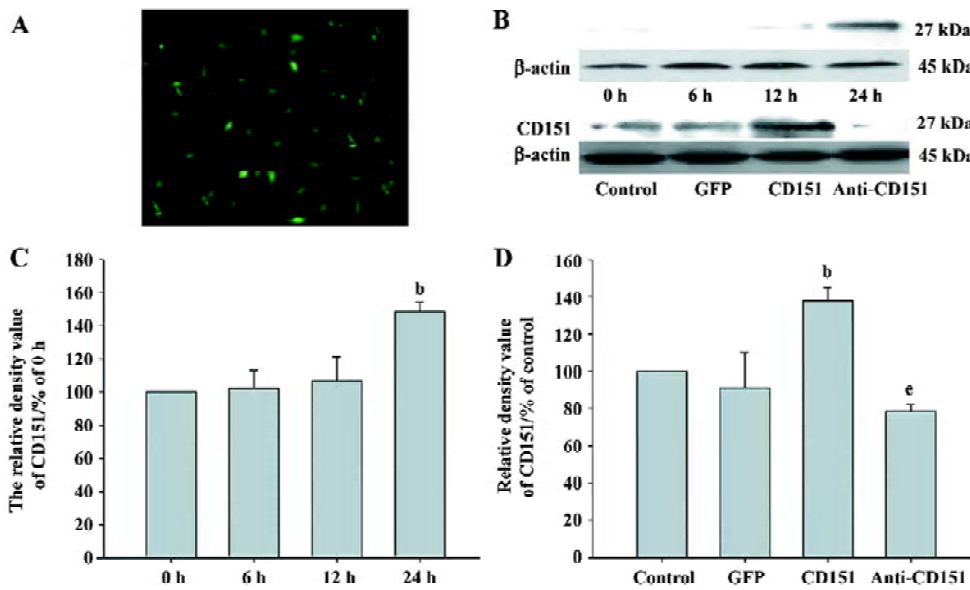 A
B
27 kDa
β-actin
45 kDa
0 h 6 h 12 h 24 h
CD151
27 kDa
β-actin
45 kDa
Control GFP CD151 Anti-CD151
C
The relative density value
of CD151/% of 0 h
180
160
140
120
100
80
60
40
20
0
b
0 h 6 h 12 h 24 h
D
Relative density value
of CD151/% of control
160
140
120
100
80
60
40
20
0
b
e
Control GFP CD151 Anti-CD151